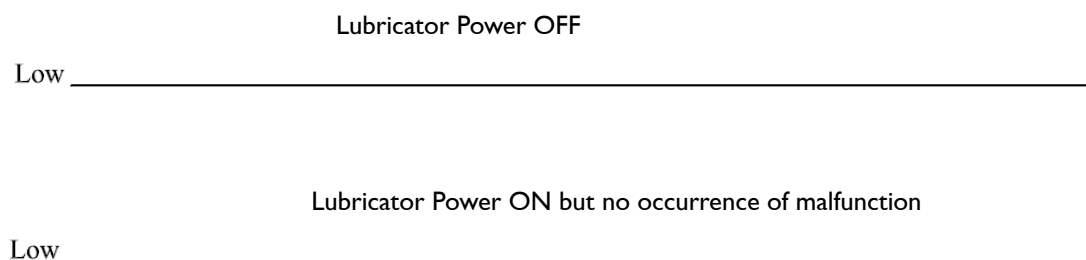 Lubricator Power OFF
Low
Lubricator Power ON but no occurrence of malfunction
Low